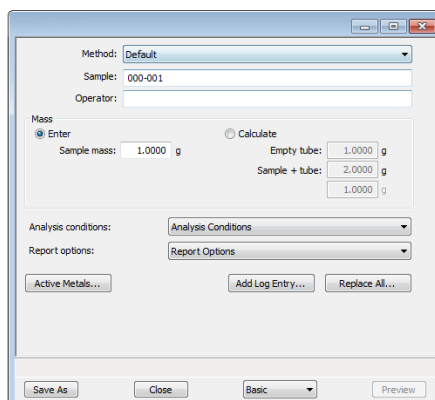 Method: Default
Sample: 000-001
Operator:
Mass
Enter Calculate
Sample mass: 1.0000 g Empty tube: 1.0000 g
Sample + tube: 2.0000 g
1.0000 g
Analysis conditions: Analysis Conditions
Report options: Report Options
Active Metals... Add Log Entry... Replace All...
Save As Close Basic Preview